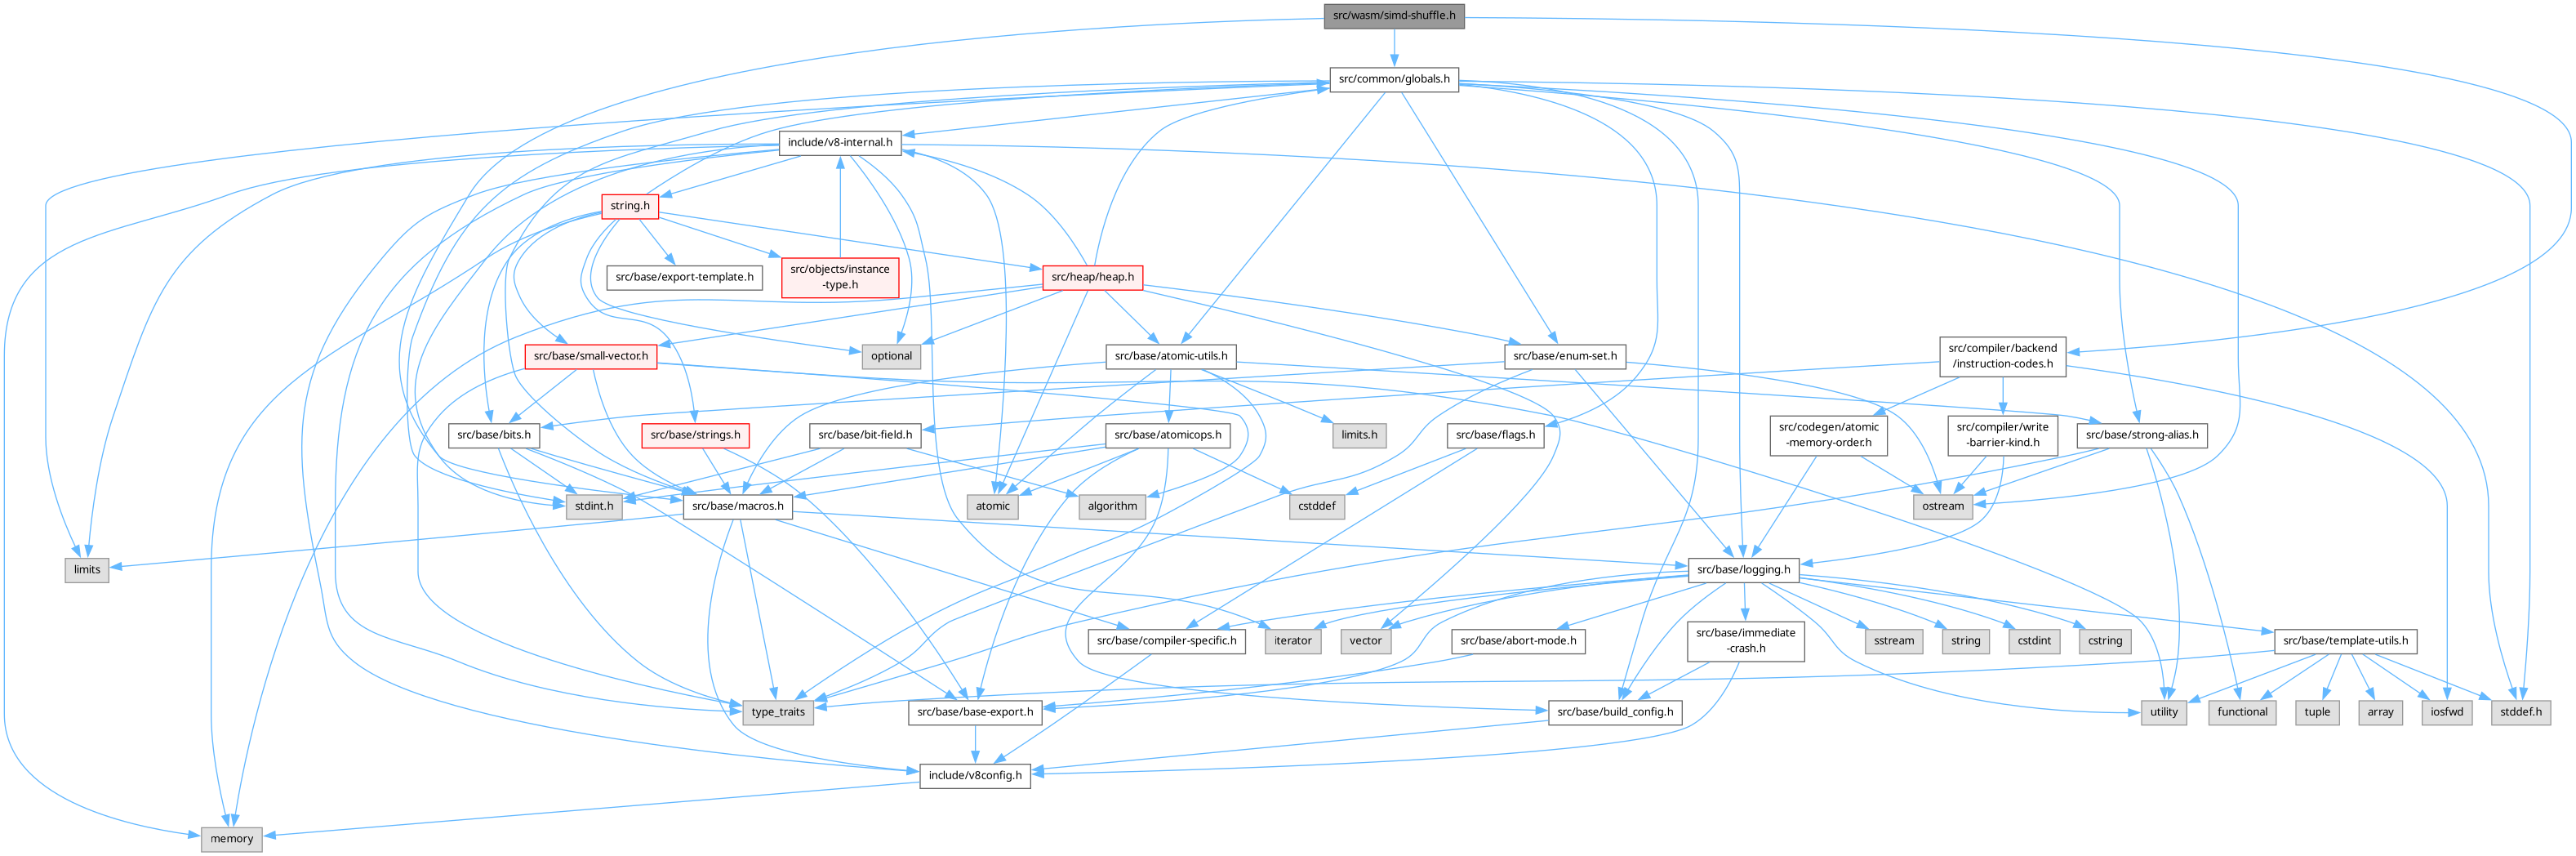 src/wasm/simd-shuffle.h
src/common/globals.h
include/v8-internal.h
string.h
src/base/export-template.h
src/objects/instance
-type.h
src/heap/heap.h
src/base/small-vector.h
optional
src/base/atomic-utils.h
src/base/enum-set.h
src/compiler/backend
/instruction-codes.h
src/base/bits.h
src/base/strings.h
src/base/bit-field.h
src/base/atomicops.h
limits.h
src/base/flags.h
src/codegen/atomic
-memory-order.h
src/compiler/write
-barrier-kind.h
src/base/strong-alias.h
stdint.h
src/base/macros.h
atomic
algorithm
cstddef
ostream
limits
src/base/logging.h
src/base/compiler-specific.h
iterator
vector
src/base/abort-mode.h
src/base/immediate
-crash.h
sstream
string
cstdint
cstring
src/base/template-utils.h
type_traits
src/base/base-export.h
src/base/build_config.h
utility
functional
tuple
array
iosfwd
stddef.h
include/v8config.h
memory